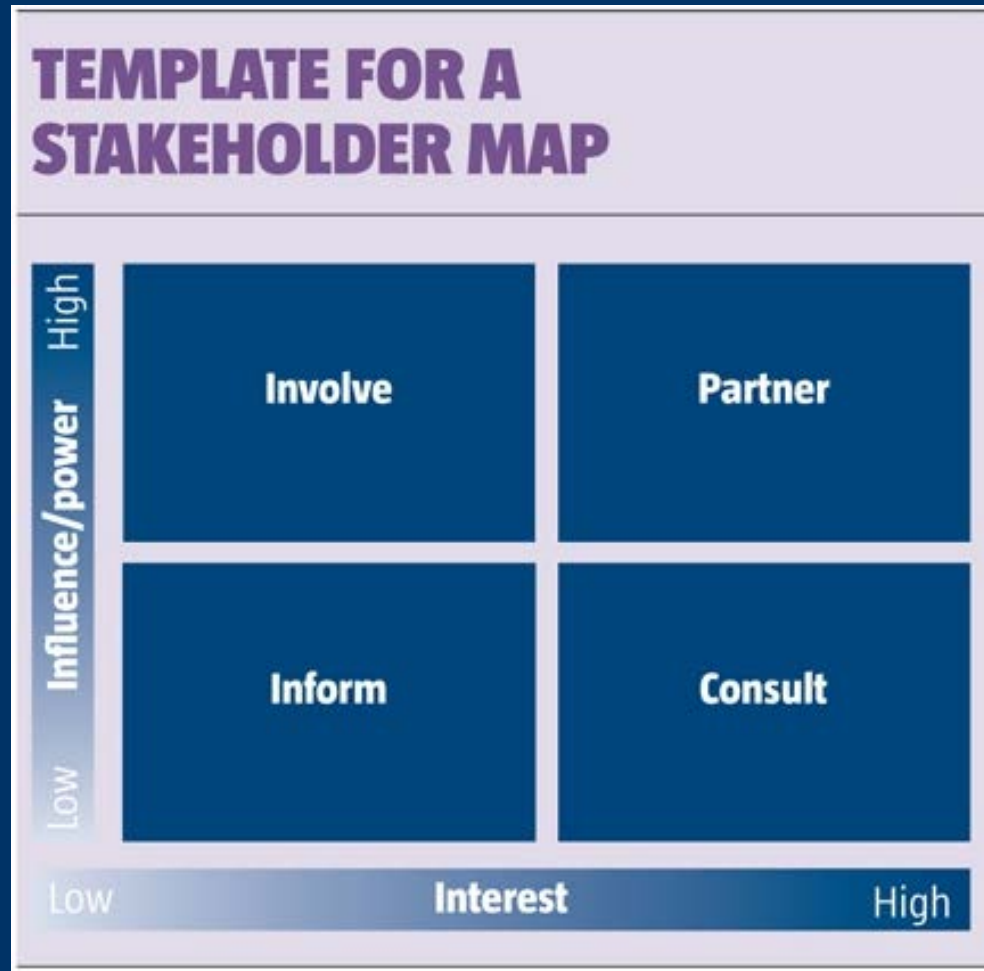 TEMPLATE FOR A
STAKEHOLDER MAP
High
Influence/power
Low
Involve
Partner
Inform
Consult
Low
Interest
High